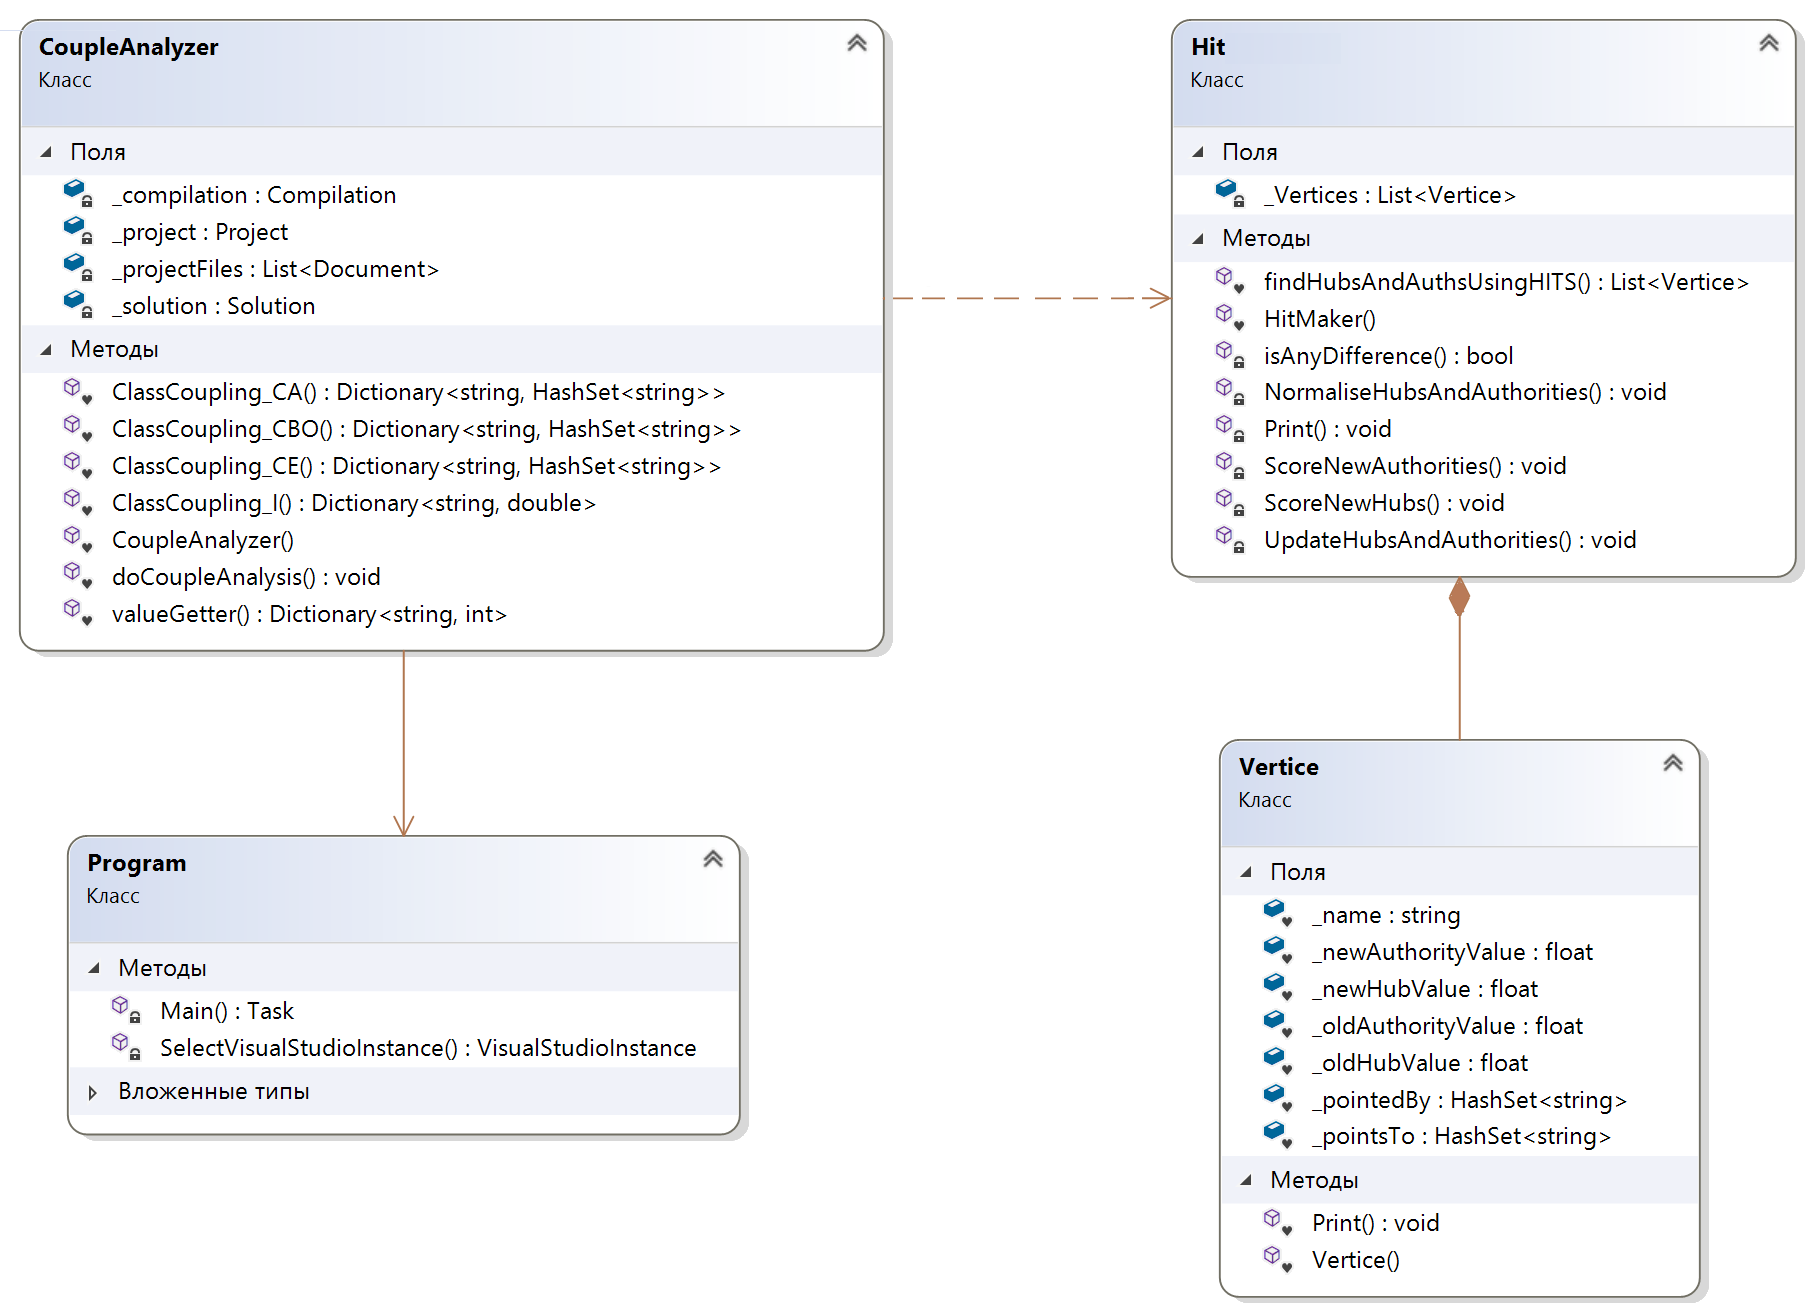 CoupleAnalyzer
Класс
Поля
_compilation : Compilation
_project : Project
_projectFiles : List<Document>
_solution : Solution
Методы
ClassCoupling_CA() : Dictionary<string, HashSet<string>>
ClassCoupling_CBO() : Dictionary<string, HashSet<string>>
ClassCoupling_CE() : Dictionary<string, HashSet<string>>
ClassCoupling_I() : Dictionary<string, double>
CoupleAnalyzer()
doCoupleAnalysis() : void
valueGetter() : Dictionary<string, int>
Hit
Класс
Поля
_Vertices : List<Vertice>
Методы
findHubsAndAuthsUsingHITS() : List<Vertice>
HitMaker()
isAnyDifference() : bool
NormaliseHubsAndAuthorities() : void
Print() : void
ScoreNewAuthorities() : void
ScoreNewHubs() : void
UpdateHubsAndAuthorities() : void
Program
Класс
Методы
Main() : Task
SelectVisualStudioInstance() : VisualStudioInstance
Вложенные типы
Vertice
Класс
Поля
_name : string
_newAuthorityValue : float
_newHubValue : float
_oldAuthorityValue : float
_oldHubValue : float
_pointedBy : HashSet<string>
_pointsTo : HashSet<string>
Методы
Print() : void
Vertice()